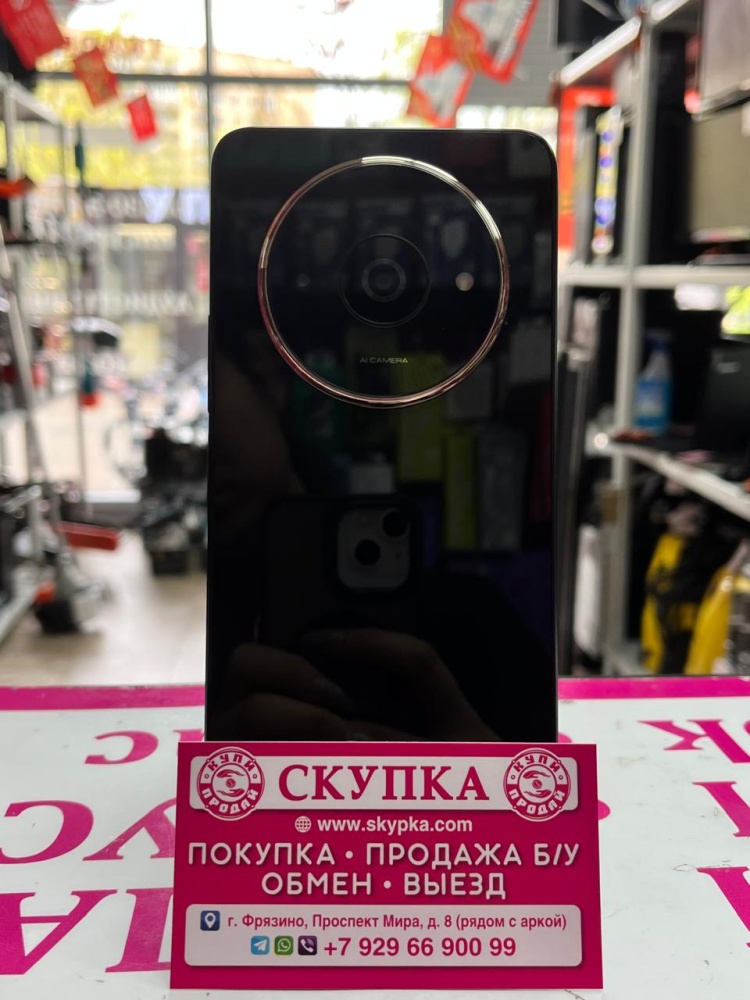 AI CAMERA
КУПИ
ПРОДАЙ
СКУПКА
КУПИ
ПРОДАЙ
www.skypka.com
ПОКУПКА • ПРОДАЖА Б/У
ОБМЕН • ВЫЕЗД
г. Фрязино, Проспект Мира, д. 8 (рядом с аркой)
+7 929 66 900 99